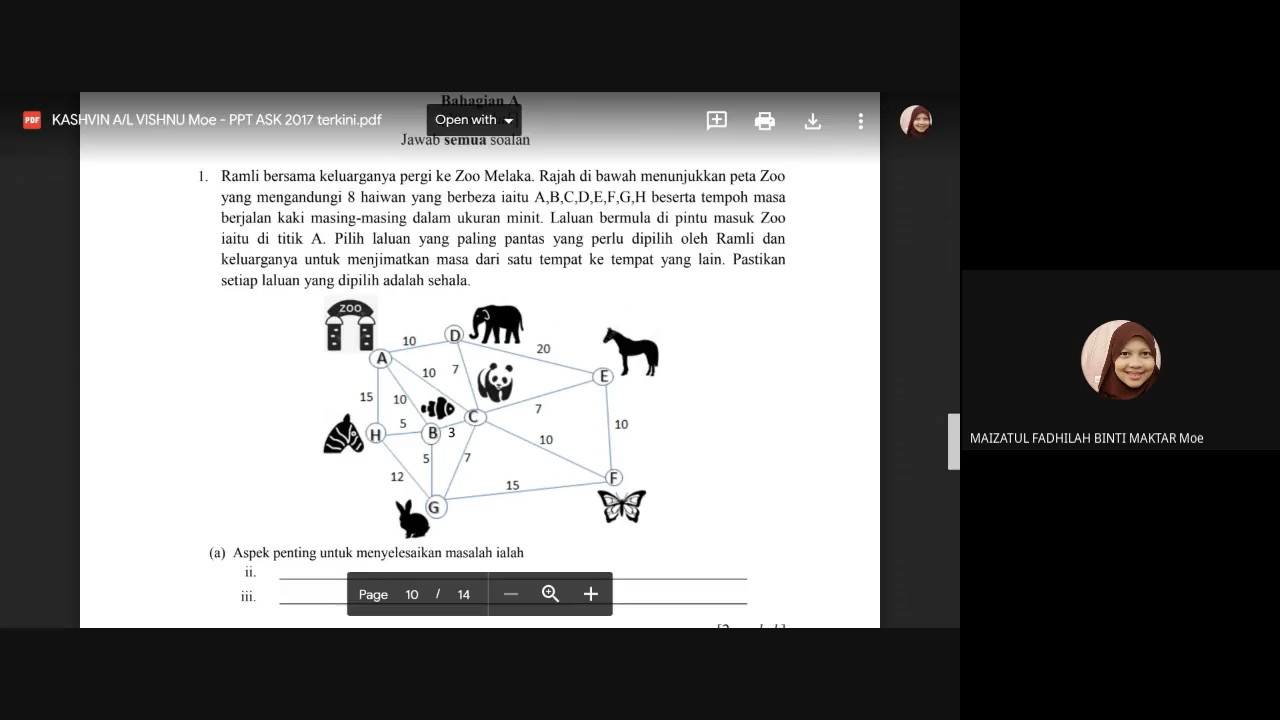 Bahagian A
KASHVIN A/L VISHNU Moe - PPT ASK 2017 terkini.pdf
PDF
Open with
Jawab semua soalan
1. Ramli bersama keluarganya pergi ke Zoo Melaka. Rajah di bawah menunjukkan peta Zoo
yang mengandungi 8 haiwan yang berbeza iaitu A,B,C,D,E,F,G,H beserta tempoh masa
berjalan kaki masing-masing dalam ukuran minit. Laluan bermula di pintu masuk Zoo
iaitu di titik A. Pilih laluan yang paling pantas yang perlu dipilih oleh Ramli dan
keluarganya untuk menjimatkan masa dari satu tempat ke tempat yang lain. Pastikan
setiap laluan yang dipilih adalah sehala.
ZOO
10
D
20
A
10
7
E
15
10
7
C
5
H
B
3
10
10
5
7
12
F
15
G
(a) Aspek penting untuk menyelesaikan masalah ialah
ii.
iii.
Page 10 / 14
MAIZATUL FADHILAH BINTI MAKTAR Moe